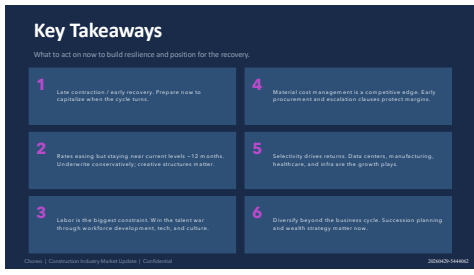 Key Takeaways
What to act on now to build resilience and position for the recovery.
1
Late contraction / early recovery. Prepare now to
capitalize when the cycle turns.
2
Rates easing but staying near current levels ~12 months.
Underwrite conservatively; creative structures matter.
3
Labor is the biggest constraint. Win the talent war
through workforce development, tech, and culture.
4
Material cost management is a competitive edge. Early
procurement and escalation clauses protect margins.
5
Selectivity drives returns. Data centers, manufacturing,
healthcare, and infra are the growth plays.
6
Diversify beyond the business cycle. Succession planning
and wealth strategy matter now.
Choreo | Construction Industry Market Update | Confidential
20260429-5444062